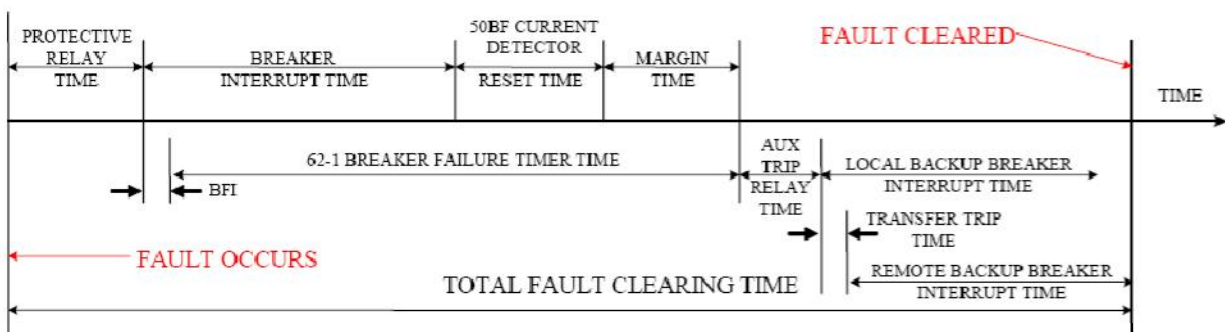 PROTECTIVE
RELAY
TIME
BREAKER
INTERRUPT TIME
50BF CURRENT
DETECTOR
RESET TIME
MARGIN
TIME
FAULT CLEARED
TIME
62-1 BREAKER FAILURE TIMER TIME
BFI
AUX
TRIP
RELAY
TIME
LOCAL BACKUP BREAKER
INTERRUPT TIME
TRANSFER TRIP
TIME
FAULT OCCURS
REMOTE BACKUP BREAKER
INTERRUPT TIME
TOTAL FAULT CLEARING TIME